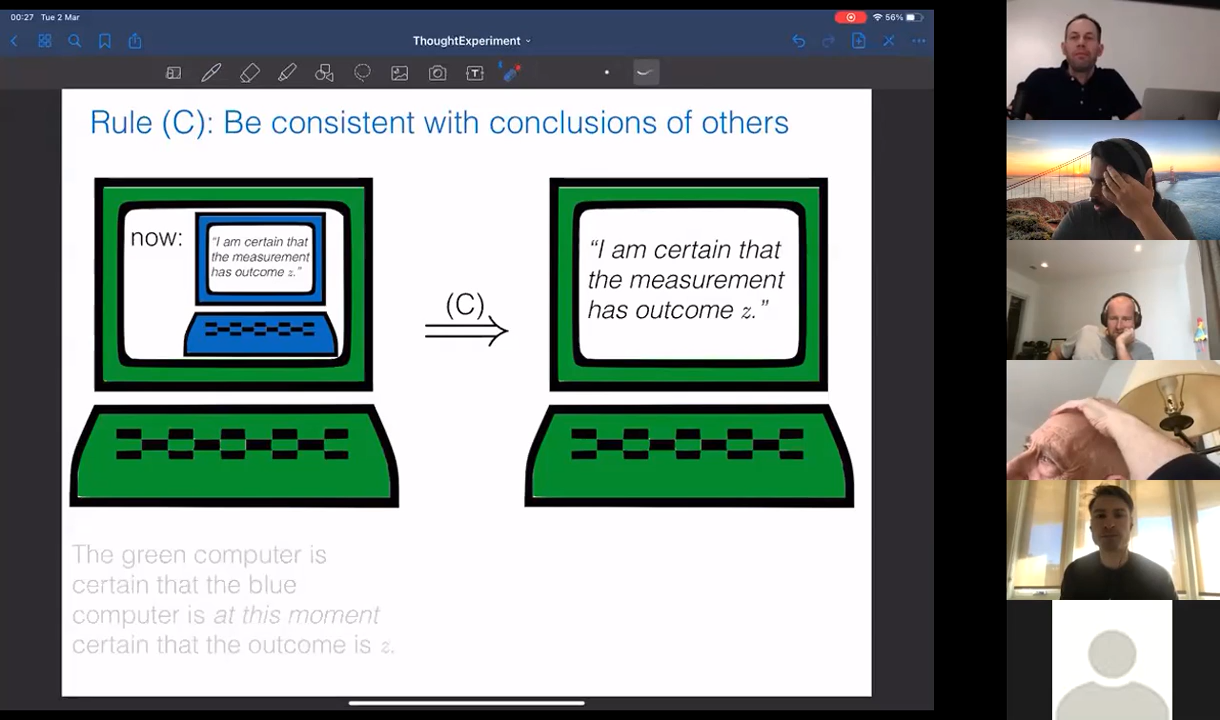 00:27 Tue 2 Mar
56%
ThoughtExperiment
T
Rule (C): Be consistent with conclusions of others
now:
"I am certain that
the measurement
has outcome z."
(C)
“I am certain that
the measurement
has outcome z.”
The green computer is
certain that the blue
computer is at this moment
certain that the outcome is z.